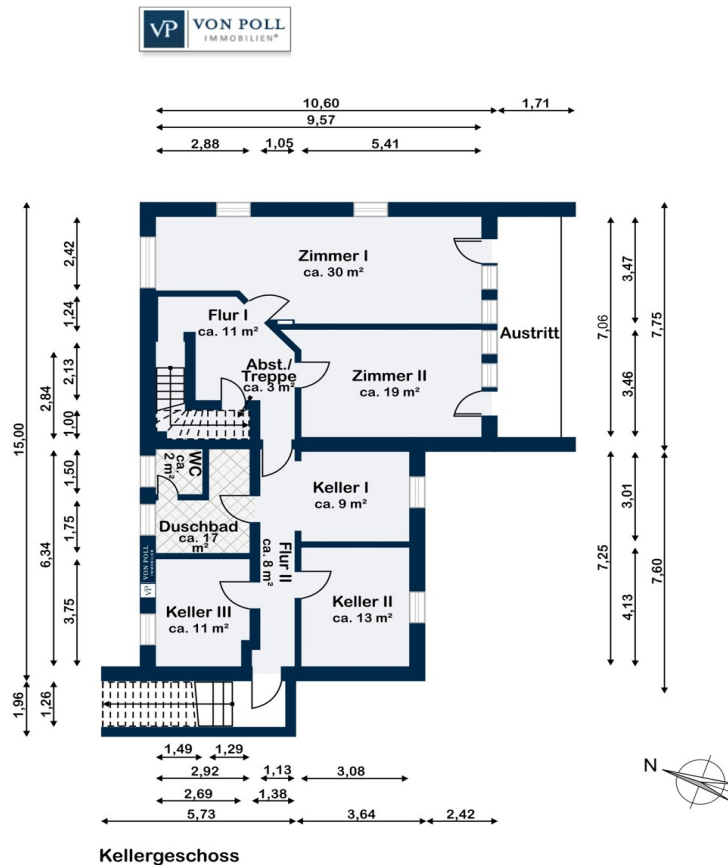 VP VON POLL
IMMOBILIEN®
10,60
1,71
9,57
2,88
1,05
5,41
15,00
2,84
6,34
1,96
1,26
2,42
1,24
2,13
1,00
1,50
1,75
3,75
Zimmer I
ca. 30 m²
Flur I
ca. 11 m²
Abst./
Treppe
ca. 3 m²
Zimmer II
ca. 19 m²
Austritt
WC
ca.
2 m²
Duschbad
ca. 17
m²
Keller I
ca. 9 m²
Flur II
ca. 8 m²
Keller II
ca. 13 m²
Keller III
ca. 11 m²
VP VON POLL
IMMOBILIEN
7,06
3,47
3,46
7,75
7,25
3,01
4,13
7,60
1,49
1,29
2,92
1,13
3,08
2,69
1,38
5,73
3,64
2,42
N
Kellergeschoss